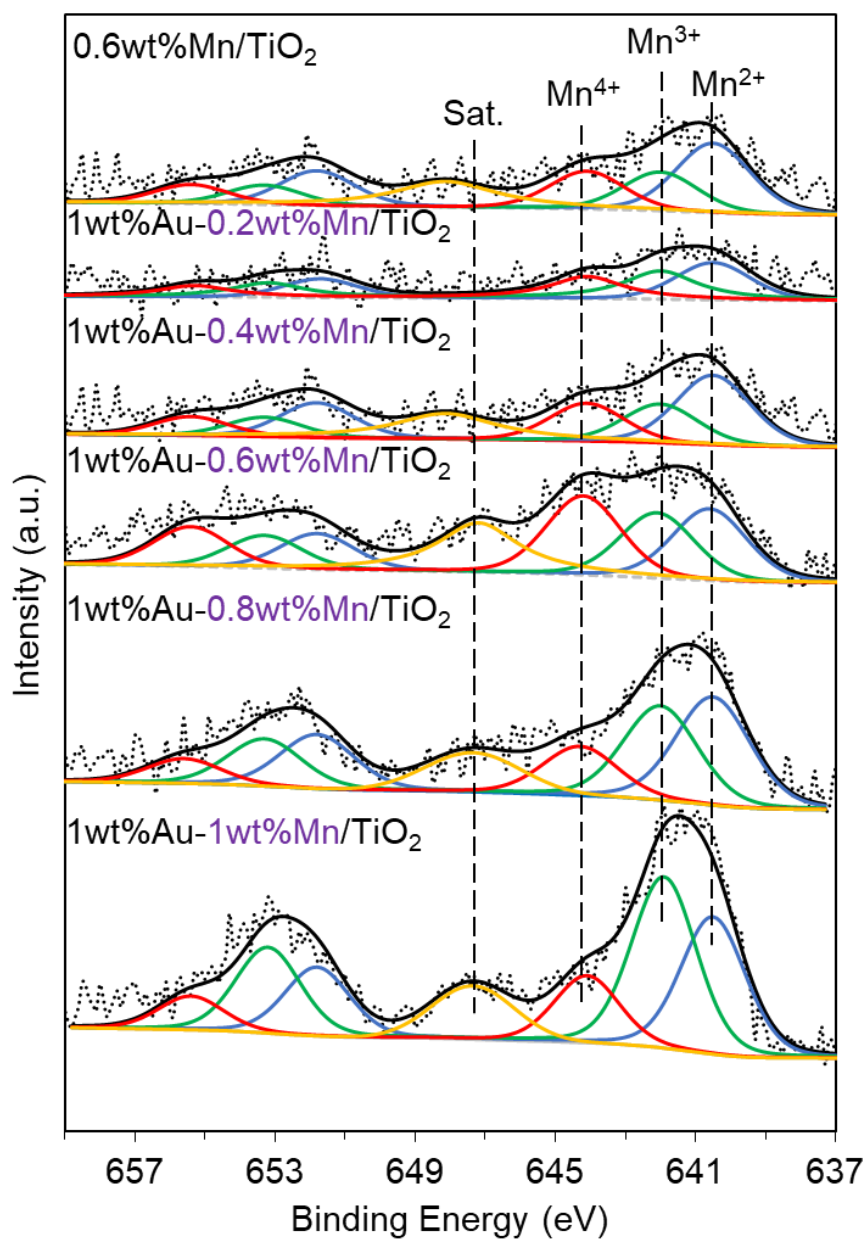 0.6wt%Mn/TiO₂
Mn³⁺
Mn⁴⁺
Mn²⁺
Sat.
1wt%Au-0.2wt%Mn/TiO₂
1wt%Au-0.4wt%Mn/TiO₂
1wt%Au-0.6wt%Mn/TiO₂
1wt%Au-0.8wt%Mn/TiO₂
1wt%Au-1wt%Mn/TiO₂
Intensity (a.u.)
657 653 649 645 641 637
Binding Energy (eV)